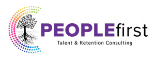 PEOPLEfirst
Talent & Retention Consulting